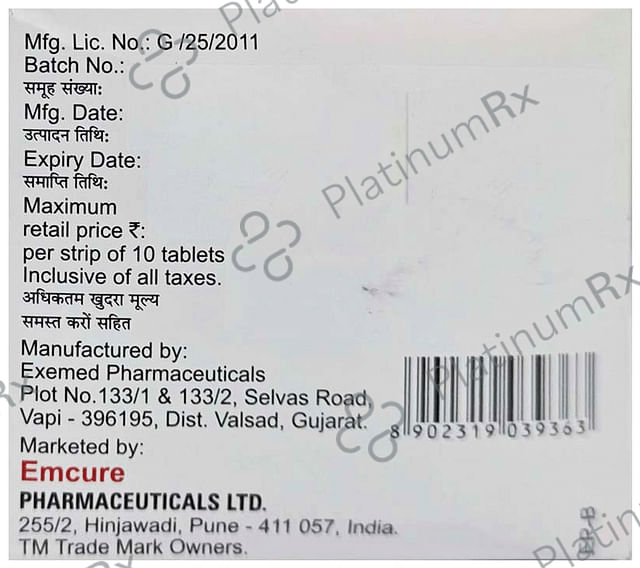 Mfg. Lic. No.: G /25/2011
Batch No.:
समूह संख्या:
Mfg. Date:
उत्पादन तिथि:
Expiry Date:
समाप्ति तिथि:
Maximum
retail price ₹:
per strip of 10 tablets
Inclusive of all taxes.
अधिकतम खुदरा मूल्य
समस्त करों सहित
Manufactured by:
Exemed Pharmaceuticals
Plot No.133/1 & 133/2, Selvas Road,
Vapi - 396195, Dist. Valsad, Gujarat.
Marketed by:
Emcure
PHARMACEUTICALS LTD.
255/2, Hinjawadi, Pune - 411 057, India.
TM Trade Mark Owners.
8 902319 039363
PlatinumRx
PlatinumRx